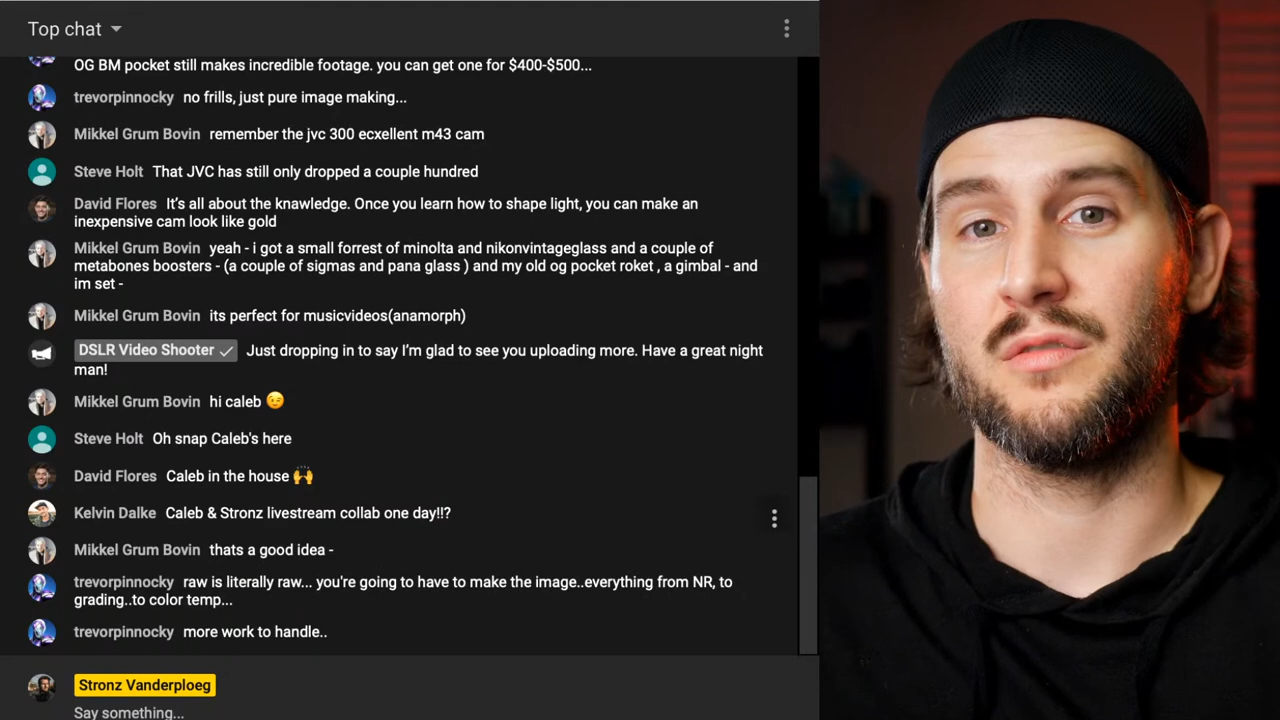 Top chat
OG BM pocket still makes incredible footage. you can get one for $400-$500...
trevorpinnocky no frills, just pure image making...
Mikkel Grum Bovin remember the jvc 300 ecxellent m43 cam
Steve Holt That JVC has still only dropped a couple hundred
David Flores It's all about the knawledge. Once you learn how to shape light, you can make an
inexpensive cam look like gold
Mikkel Grum Bovin yeah - i got a small forrest of minolta and nikonvintageglass and a couple of
metabones boosters - (a couple of sigmas and pana glass ) and my old og pocket roket , a gimbal - and
im set -
Mikkel Grum Bovin its perfect for musicvideos(anamorph)
DSLR Video Shooter Just dropping in to say I'm glad to see you uploading more. Have a great night
man!
Mikkel Grum Bovin hi caleb 😉
Steve Holt Oh snap Caleb's here
David Flores Caleb in the house 🙌
Kelvin Dalke Caleb & Stronz livestream collab one day!!?
Mikkel Grum Bovin thats a good idea -
trevorpinnocky raw is literally raw... you're going to have to make the image..everything from NR, to
grading..to color temp...
trevorpinnocky more work to handle..
Stronz Vanderploeg
Say something...